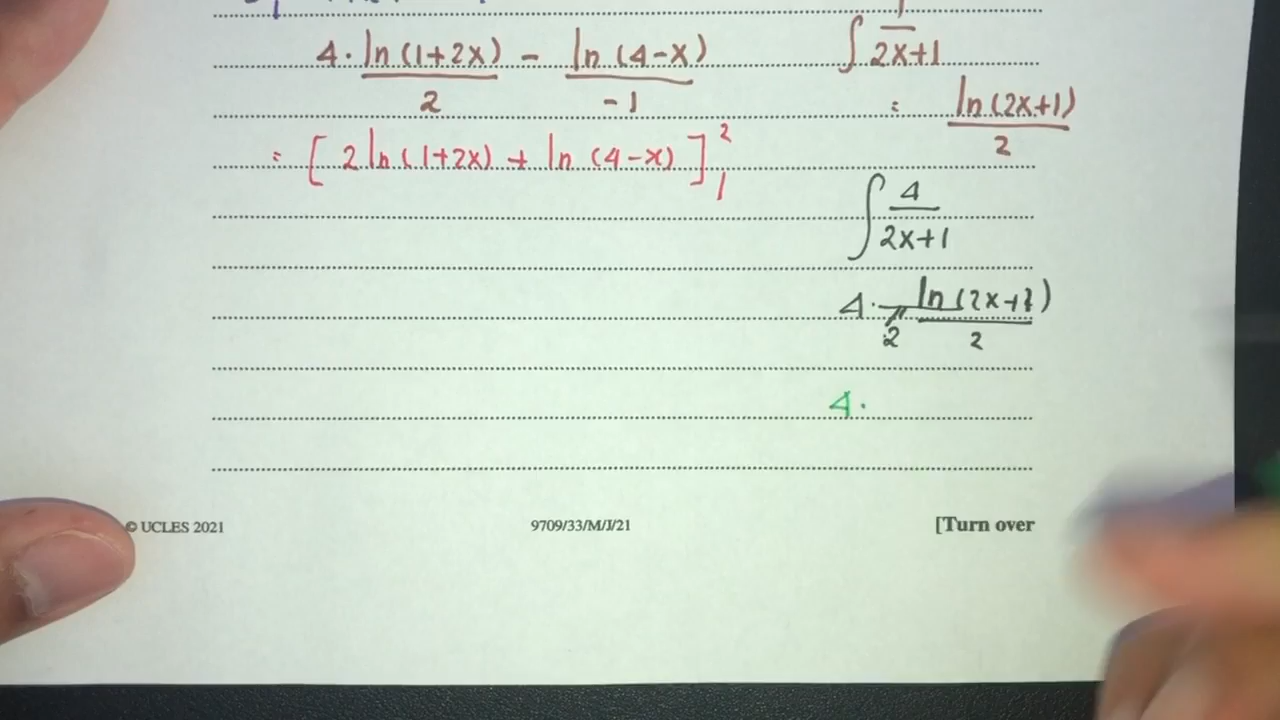 4 · ln (1+2x) / 2 - ln (4-x) / -1
= [ 2 ln (1+2x) + ln (4-x) ]₁²
∫ 1 / 2x+1
= ln (2x+1) / 2
∫ 4 / 2x+1
4 · ln (2x+1) / 2
2
4 ·
© UCLES 2021
9709/33/M/J/21
[Turn over